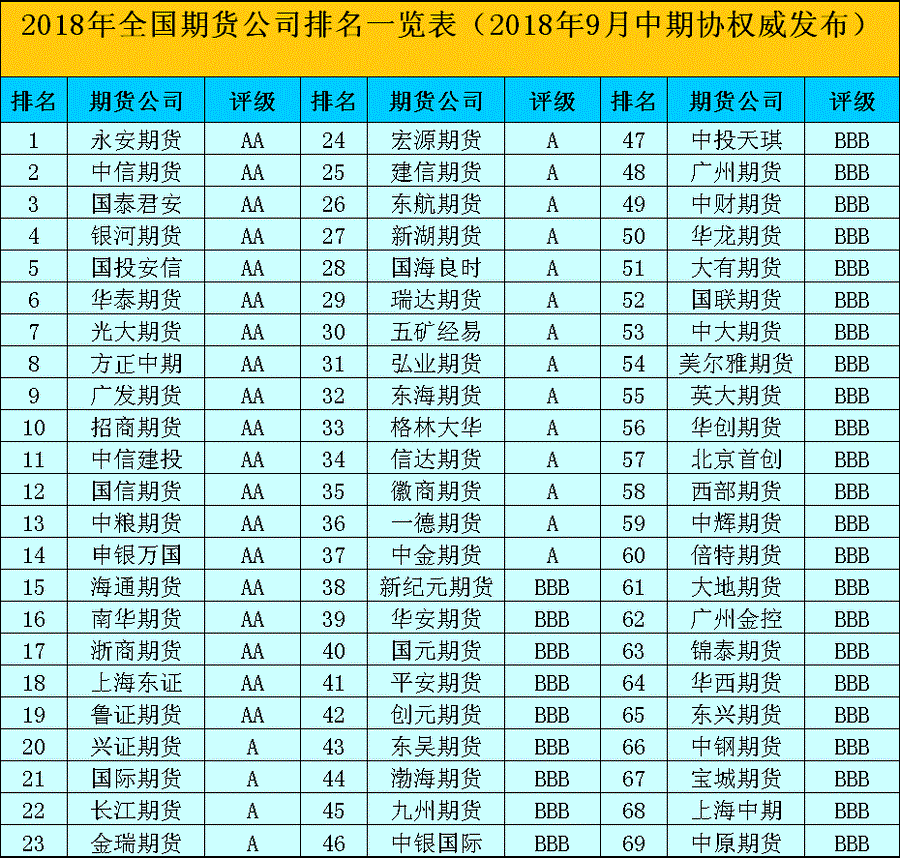 2018年全国期货公司排名一览表（2018年9月中期协权威发布）
排名 期货公司 评级 排名 期货公司 评级 排名 期货公司 评级
1 永安期货 AA 24 宏源期货 A 47 中投天琪 BBB
2 中信期货 AA 25 建信期货 A 48 广州期货 BBB
3 国泰君安 AA 26 东航期货 A 49 中财期货 BBB
4 银河期货 AA 27 新湖期货 A 50 华龙期货 BBB
5 国投安信 AA 28 国海良时 A 51 大有期货 BBB
6 华泰期货 AA 29 瑞达期货 A 52 国联期货 BBB
7 光大期货 AA 30 五矿经易 A 53 中大期货 BBB
8 方正中期 AA 31 弘业期货 A 54 美尔雅期货 BBB
9 广发期货 AA 32 东海期货 A 55 英大期货 BBB
10 招商期货 AA 33 格林大华 A 56 华创期货 BBB
11 中信建投 AA 34 信达期货 A 57 北京首创 BBB
12 国信期货 AA 35 徽商期货 A 58 西部期货 BBB
13 中粮期货 AA 36 一德期货 A 59 中辉期货 BBB
14 申银万国 AA 37 中金期货 A 60 倍特期货 BBB
15 海通期货 AA 38 新纪元期货 BBB 61 大地期货 BBB
16 南华期货 AA 39 华安期货 BBB 62 广州金控 BBB
17 浙商期货 AA 40 国元期货 BBB 63 锦泰期货 BBB
18 上海东证 AA 41 平安期货 BBB 64 华西期货 BBB
19 鲁证期货 AA 42 创元期货 BBB 65 东兴期货 BBB
20 兴证期货 A 43 东吴期货 BBB 66 中钢期货 BBB
21 国际期货 A 44 渤海期货 BBB 67 宝城期货 BBB
22 长江期货 A 45 九州期货 BBB 68 上海中期 BBB
23 金瑞期货 A 46 中银国际 BBB 69 中原期货 BBB